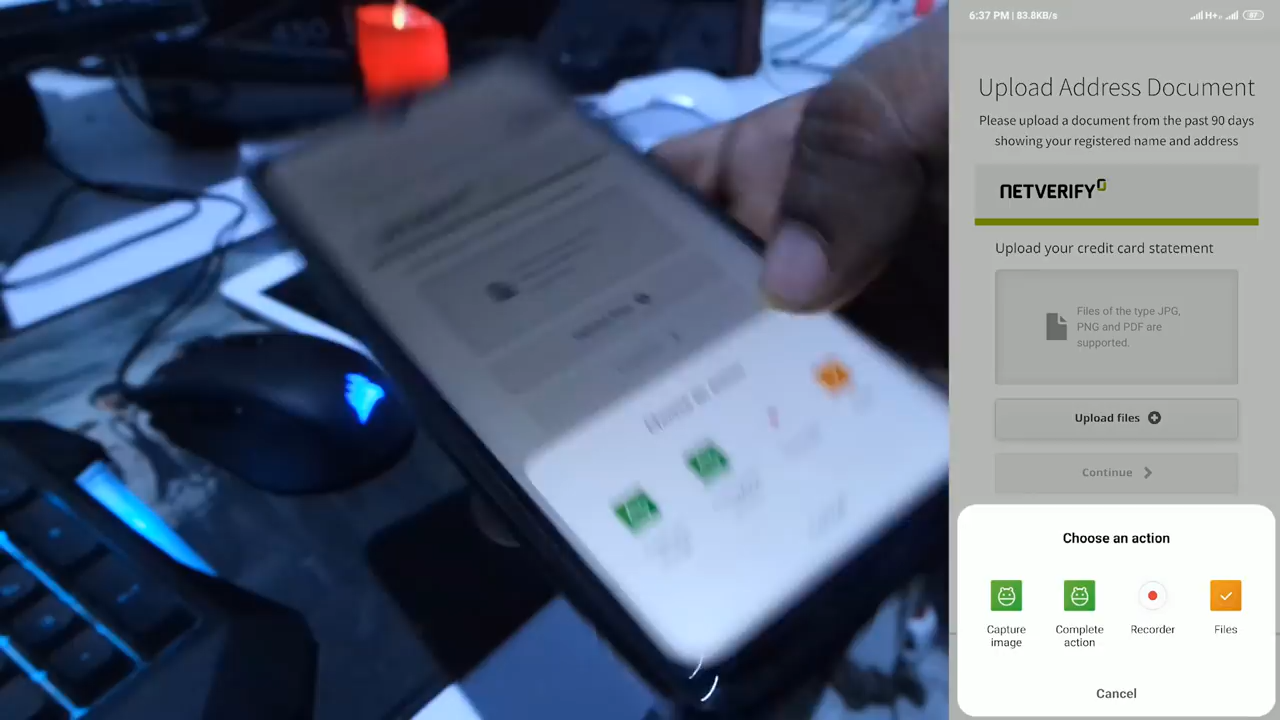 6:37 PM | 83.8KB/s
H+
87
Upload Address Document
Please upload a document from the past 90 days
showing your registered name and address
NETVERIFY
Upload your credit card statement
Files of the type JPG,
PNG and PDF are
supported.
Upload files
Continue
Choose an action
Capture
image
Complete
action
Recorder
Files
Cancel